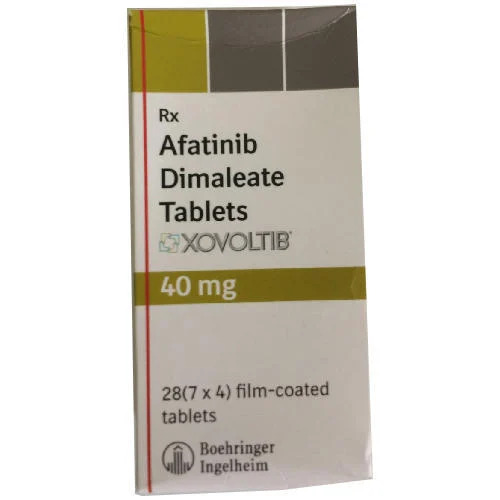 Rx
Afatinib
Dimaleate
Tablets
XOVOLTIB®
40 mg
28(7 x 4) film-coated
tablets
Boehringer
Ingelheim